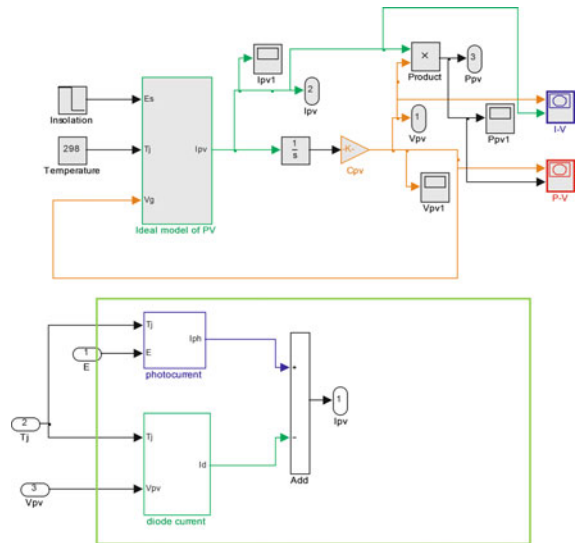 Insolation
298
Temperature
Es
Tj
Vg
Ipv
Ideal model of PV
Ipv1
2
Ipv
1
s
-K-
Cpv
×
Product
3
Ppv
1
Vpv
Vpv1
Ppv1
I-V
P-V
1
E
2
Tj
3
Vpv
Tj
E
Iph
photocurrent
Tj
Vpv
Id
diode current
+
−
Add
1
Ipv